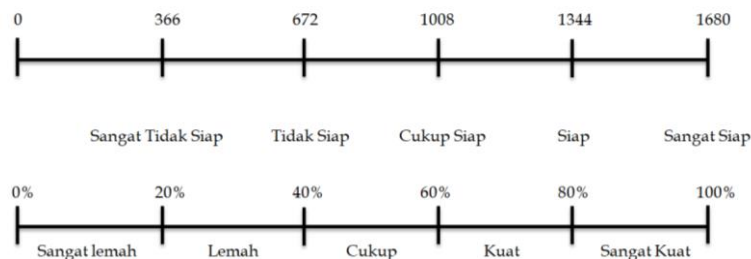 0 366 672 1008 1344 1680
Sangat Tidak Siap Tidak Siap Cukup Siap Siap Sangat Siap
0% 20% 40% 60% 80% 100%
Sangat lemah Lemah Cukup Kuat Sangat Kuat